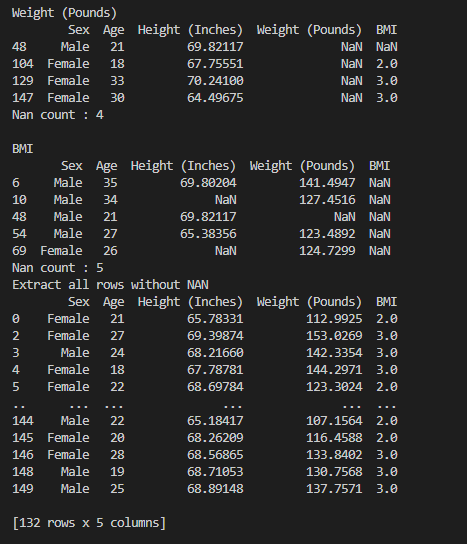 Weight (Pounds)
        Sex  Age  Height (Inches)  Weight (Pounds)  BMI
48     Male   21         69.82117              NaN  NaN
104  Female   18         67.75551              NaN  2.0
129  Female   33         70.24100              NaN  3.0
147  Female   30         64.49675              NaN  3.0
Nan count : 4

BMI
       Sex  Age  Height (Inches)  Weight (Pounds)  BMI
6     Male   35         69.80204         141.4947  NaN
10    Male   34              NaN         127.4516  NaN
48    Male   21         69.82117              NaN  NaN
54    Male   27         65.38356         123.4892  NaN
69  Female   26              NaN         124.7299  NaN
Nan count : 5
Extract all rows without NAN
        Sex  Age  Height (Inches)  Weight (Pounds)  BMI
0    Female   21         65.78331         112.9925  2.0
2    Female   27         69.39874         153.0269  3.0
3      Male   24         68.21660         142.3354  3.0
4    Female   18         67.78781         144.2971  3.0
5    Female   22         68.69784         123.3024  2.0
..      ...  ...              ...              ...  ...
144    Male   22         65.18417         107.1564  2.0
145  Female   20         68.26209         116.4588  2.0
146  Female   28         68.56865         133.8402  3.0
148    Male   19         68.71053         130.7568  3.0
149    Male   25         68.89148         137.7571  3.0

[132 rows x 5 columns]